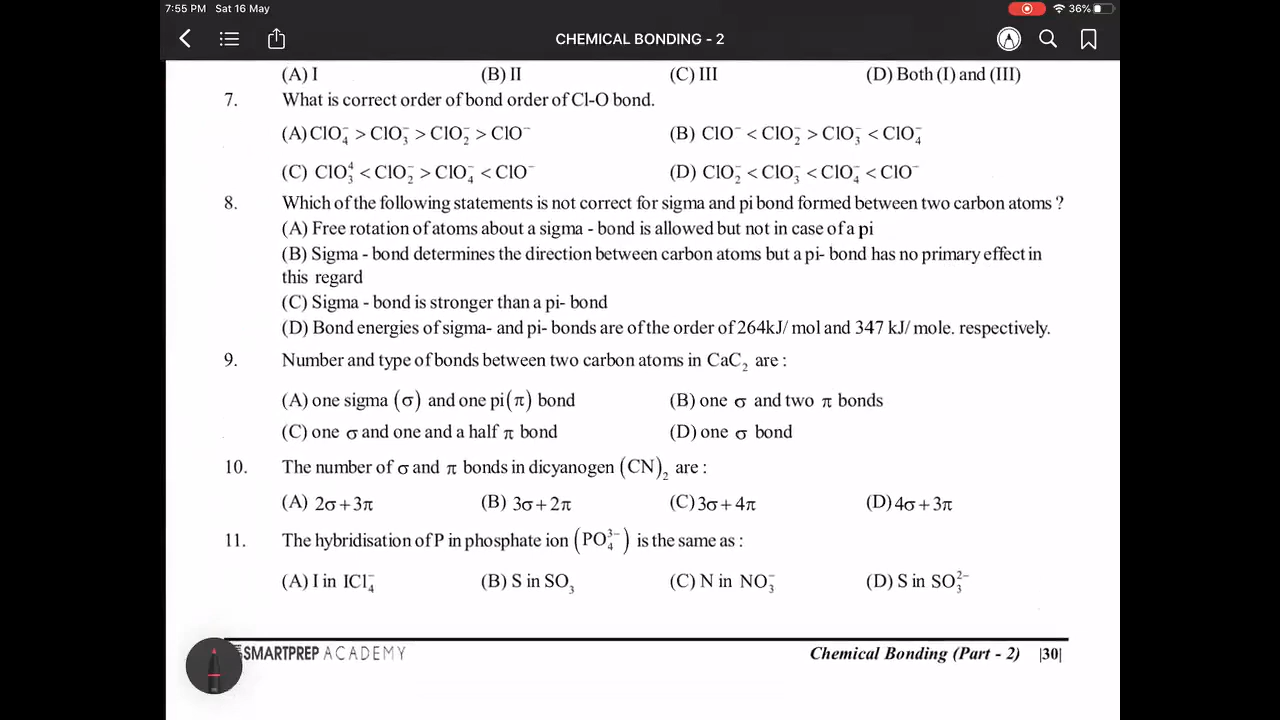 7:55 PM Sat 16 May 36%
CHEMICAL BONDING - 2
(A) I (B) II (C) III (D) Both (I) and (III)
7. What is correct order of bond order of Cl-O bond.
(A) ClO₄⁻ > ClO₃⁻ > ClO₂⁻ > ClO⁻ (B) ClO⁻ < ClO₂⁻ > ClO₃⁻ < ClO₄⁻
(C) ClO₃⁴ < ClO₂⁻ > ClO₄⁻ < ClO⁻ (D) ClO₂⁻ < ClO₃⁻ < ClO₄⁻ < ClO⁻
8. Which of the following statements is not correct for sigma and pi bond formed between two carbon atoms ?
(A) Free rotation of atoms about a sigma - bond is allowed but not in case of a pi
(B) Sigma - bond determines the direction between carbon atoms but a pi- bond has no primary effect in
this regard
(C) Sigma - bond is stronger than a pi- bond
(D) Bond energies of sigma- and pi- bonds are of the order of 264kJ/ mol and 347 kJ/ mole. respectively.
9. Number and type of bonds between two carbon atoms in CaC₂ are :
(A) one sigma (σ) and one pi(π) bond (B) one σ and two π bonds
(C) one σ and one and a half π bond (D) one σ bond
10. The number of σ and π bonds in dicyanogen (CN)₂ are :
(A) 2σ+3π (B) 3σ+2π (C) 3σ+4π (D) 4σ+3π
11. The hybridisation of P in phosphate ion (PO₄³⁻) is the same as :
(A) I in ICl₄⁻ (B) S in SO₃ (C) N in NO₃⁻ (D) S in SO₃²⁻
SMARTPREP ACADEMY Chemical Bonding (Part - 2) |30|